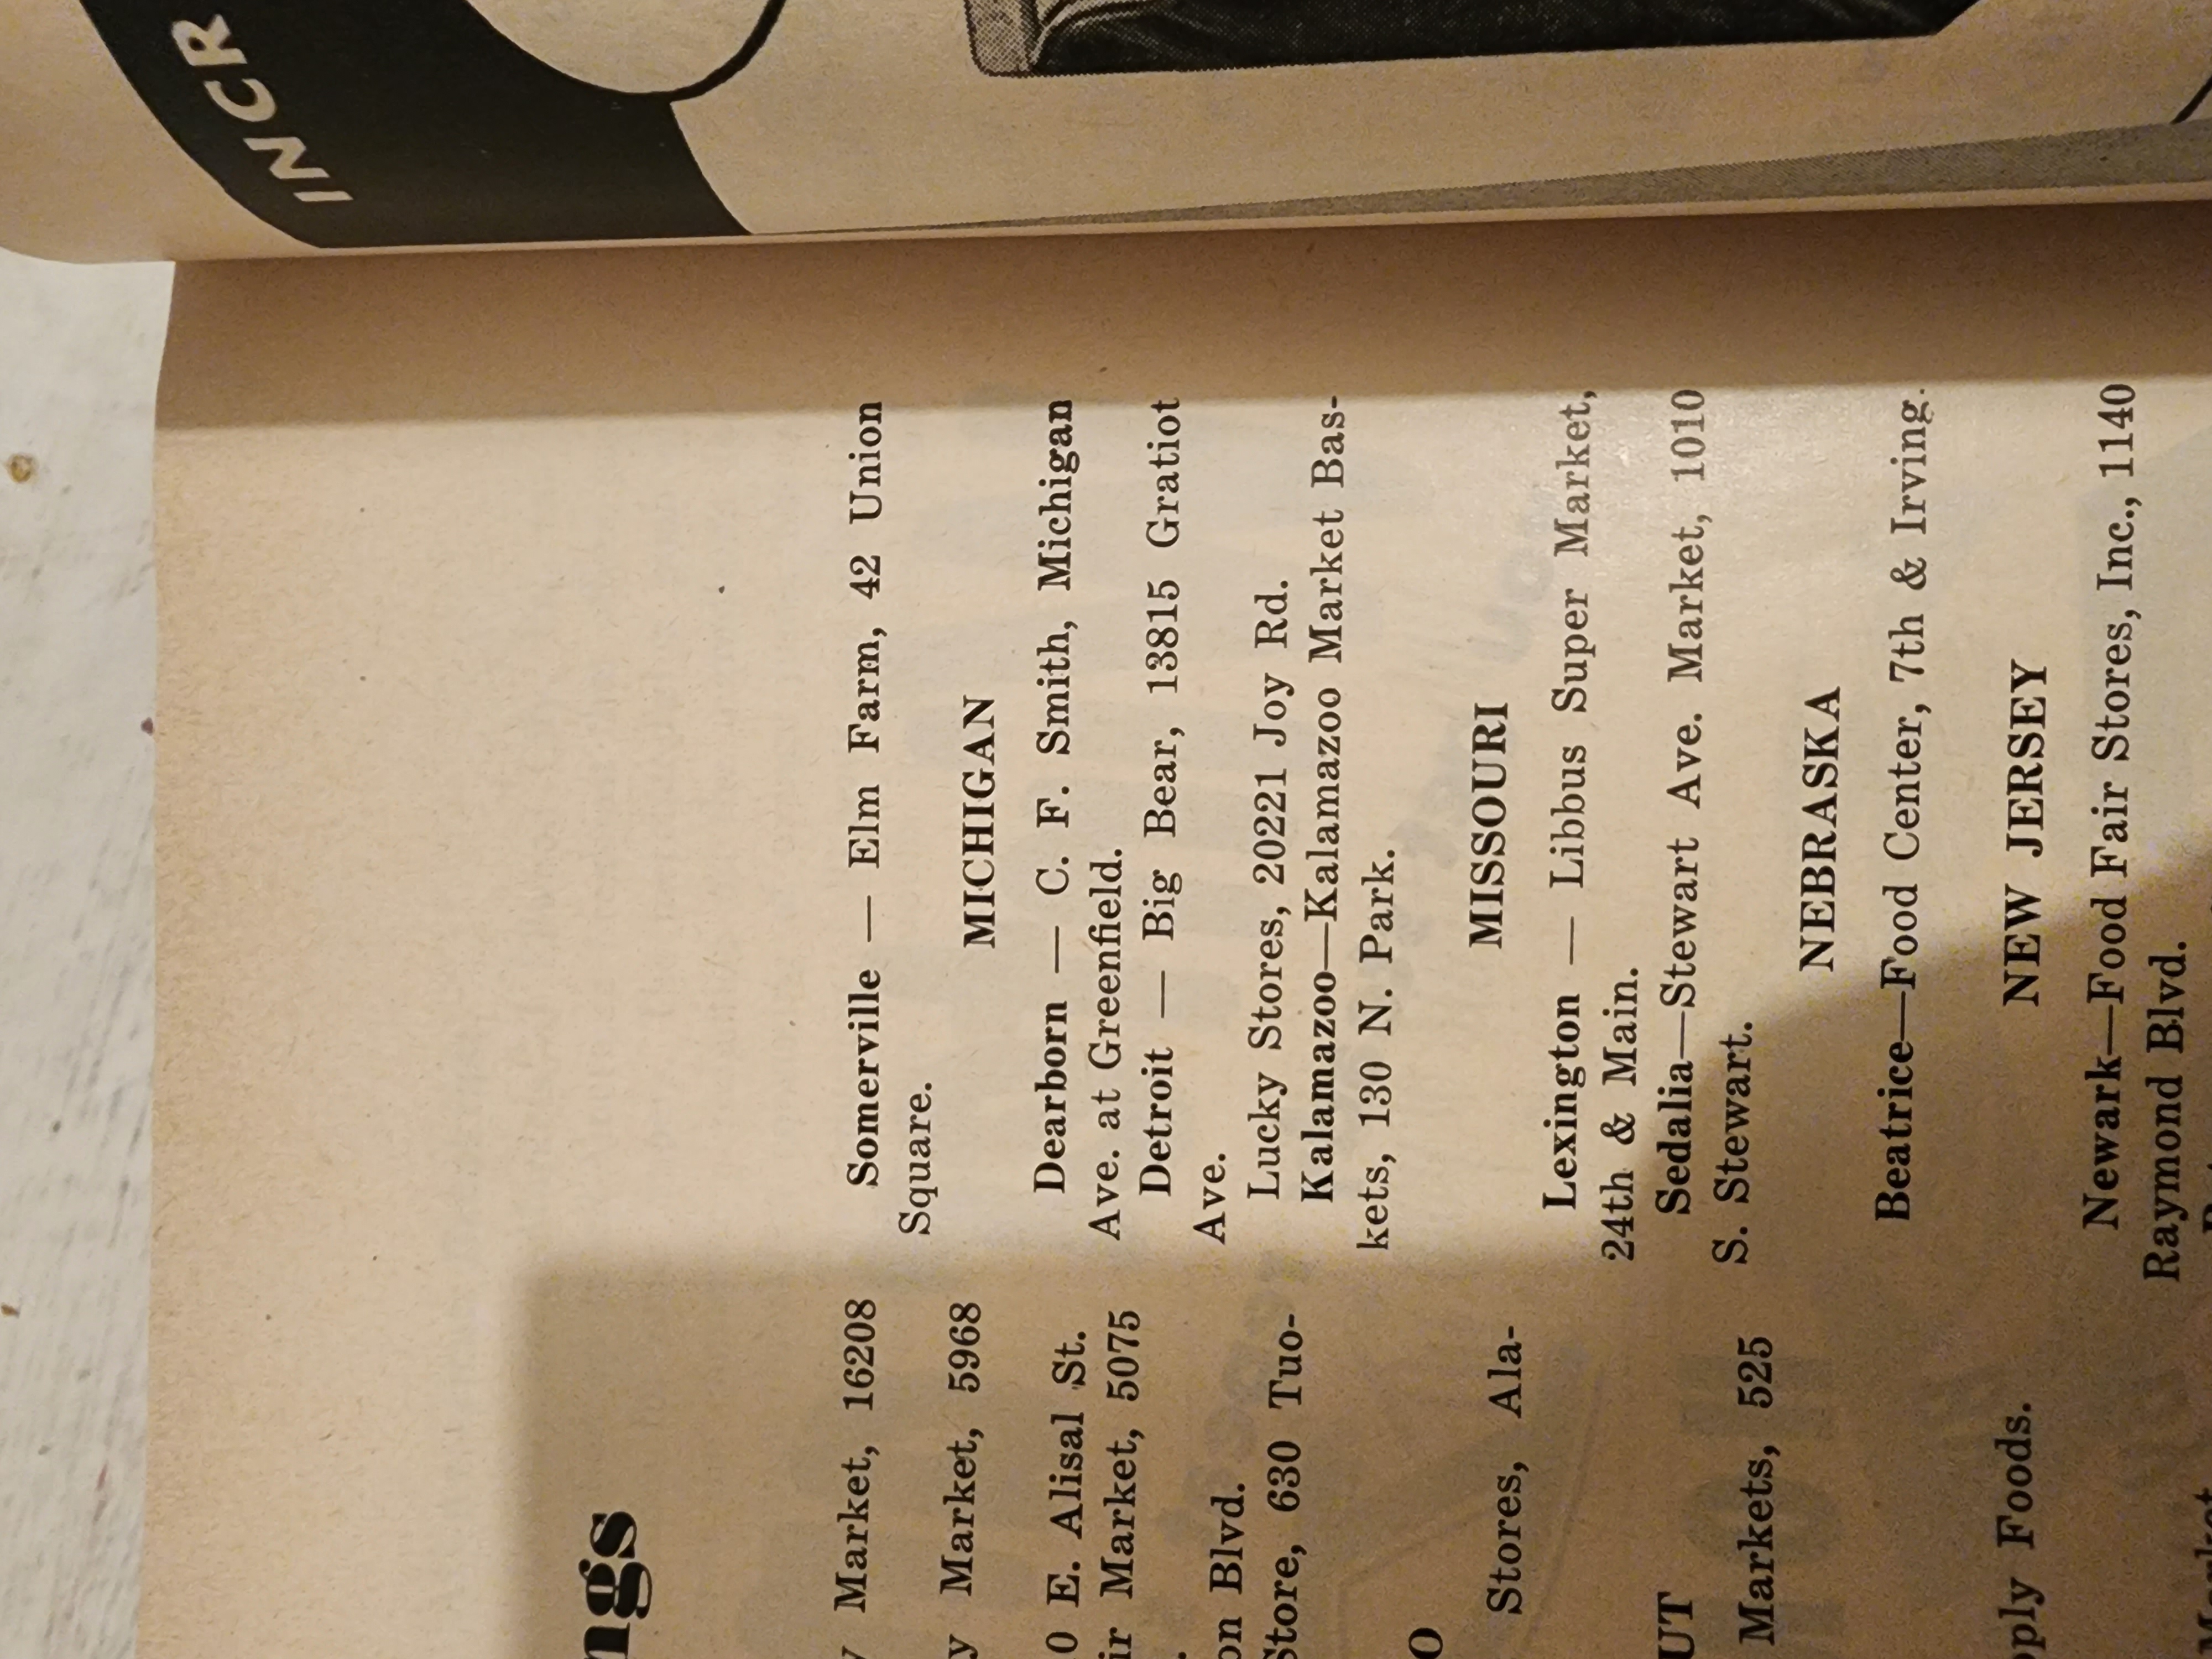 ngs
y Market, 16208
y Market, 5968
0 E. Alisal St.
ir Market, 5075
on Blvd.
Store, 630 Tuo-
O
Stores, Ala-
UT
Markets, 525
pply Foods.
Somerville — Elm Farm, 42 Union
Square.
MICHIGAN
Dearborn — C. F. Smith, Michigan
Ave. at Greenfield.
Detroit — Big Bear, 13815 Gratiot
Ave.
Lucky Stores, 20221 Joy Rd.
Kalamazoo—Kalamazoo Market Bas-
kets, 130 N. Park.
MISSOURI
Lexington — Libbus Super Market,
24th & Main.
Sedalia—Stewart Ave. Market, 1010
S. Stewart.
NEBRASKA
Beatrice—Food Center, 7th & Irving.
NEW JERSEY
Newark—Food Fair Stores, Inc., 1140
Raymond Blvd.
INCR